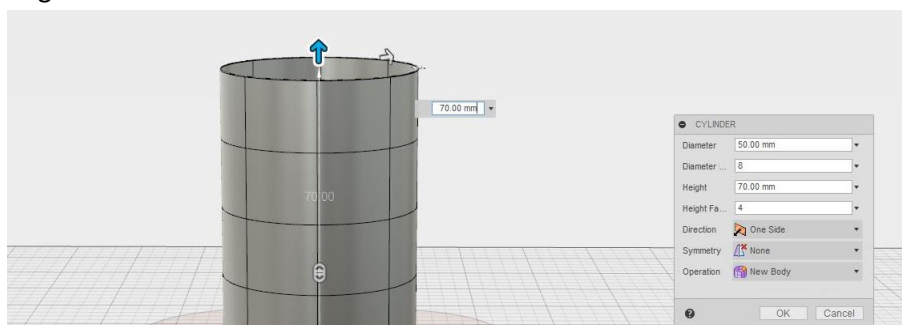 70.00 mm
70.00
CYLINDER
Diameter 50.00 mm
Diameter ... 8
Height 70.00 mm
Height Fa... 4
Direction One Side
Symmetry None
Operation New Body
OK Cancel